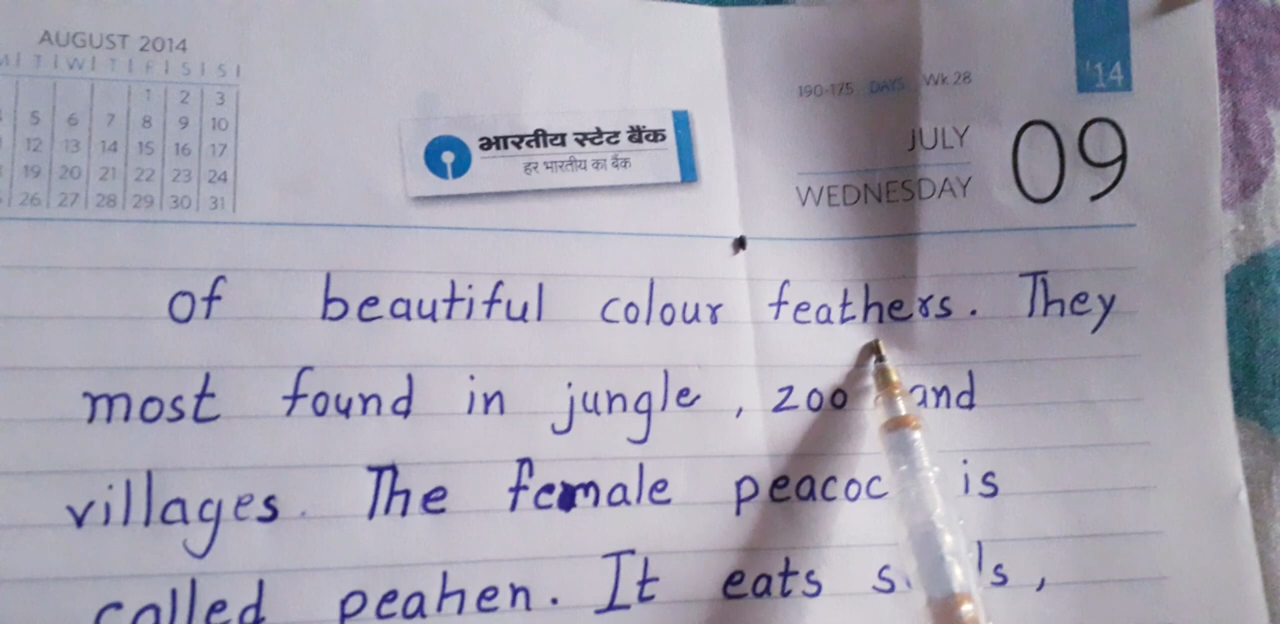 AUGUST 2014
M T W T F S S
1 2 3
5 6 7 8 9 10
12 13 14 15 16 17
19 20 21 22 23 24
26 27 28 29 30 31
भारतीय स्टेट बैंक
हर भारतीय का बैंक
190-175 DAYS Wk 28
'14
JULY
09
WEDNESDAY
of beautiful colour feathers. They
most found in jungle, zoo and
villages. The female is
called peahen. It eats